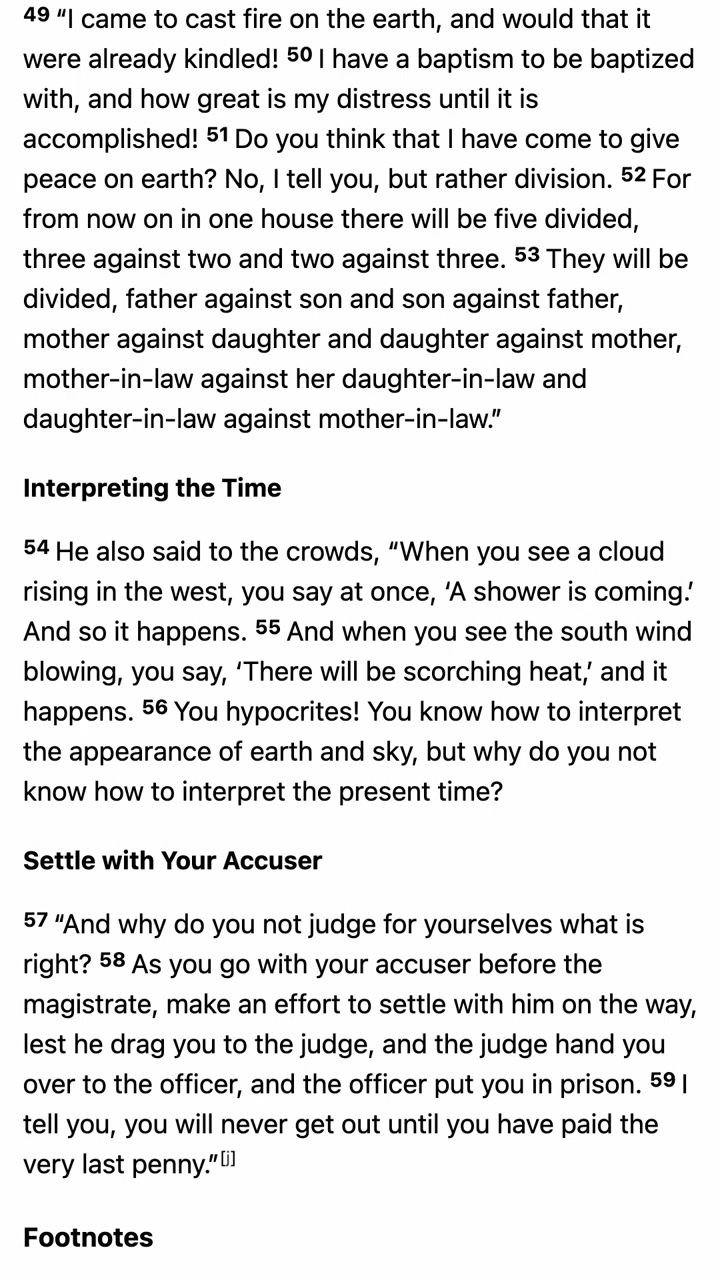 49 “I came to cast fire on the earth, and would that it
were already kindled! 50 I have a baptism to be baptized
with, and how great is my distress until it is
accomplished! 51 Do you think that I have come to give
peace on earth? No, I tell you, but rather division. 52 For
from now on in one house there will be five divided,
three against two and two against three. 53 They will be
divided, father against son and son against father,
mother against daughter and daughter against mother,
mother-in-law against her daughter-in-law and
daughter-in-law against mother-in-law.”
Interpreting the Time
54 He also said to the crowds, “When you see a cloud
rising in the west, you say at once, ‘A shower is coming.’
And so it happens. 55 And when you see the south wind
blowing, you say, ‘There will be scorching heat,’ and it
happens. 56 You hypocrites! You know how to interpret
the appearance of earth and sky, but why do you not
know how to interpret the present time?
Settle with Your Accuser
57 “And why do you not judge for yourselves what is
right? 58 As you go with your accuser before the
magistrate, make an effort to settle with him on the way,
lest he drag you to the judge, and the judge hand you
over to the officer, and the officer put you in prison. 59 I
tell you, you will never get out until you have paid the
very last penny.”[j]
Footnotes